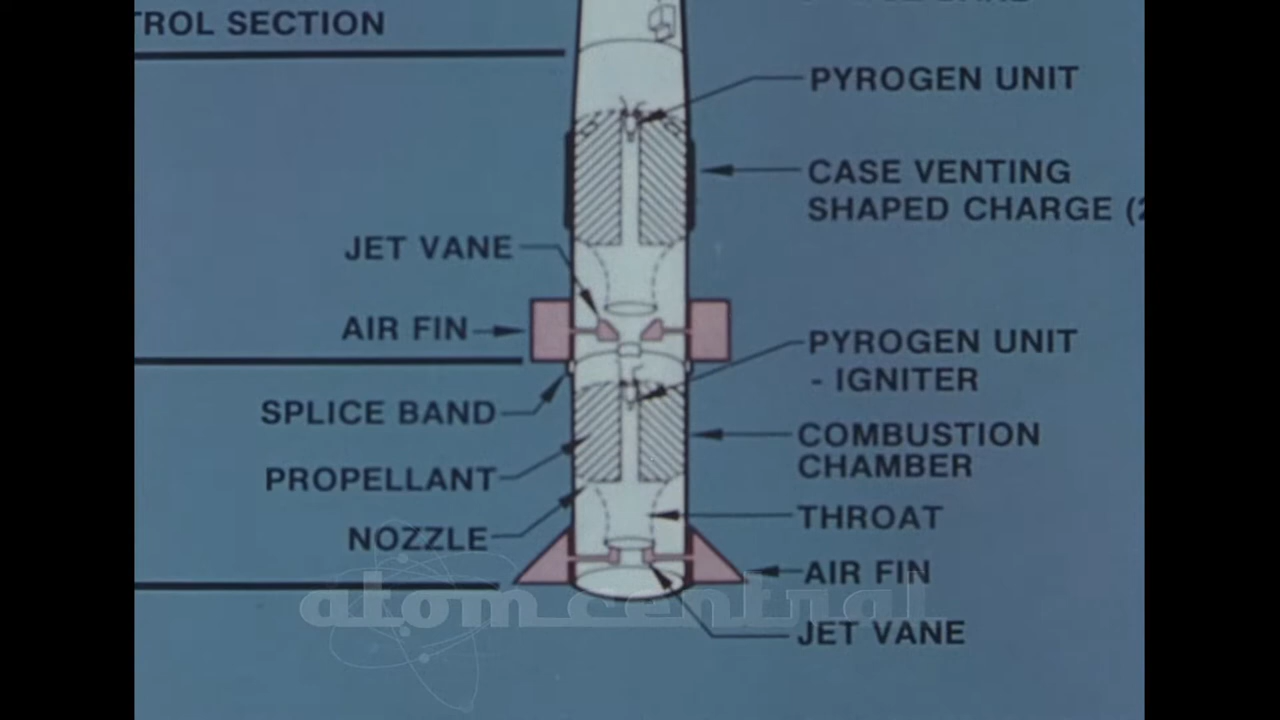 TROL SECTION
PYROGEN UNIT
CASE VENTING
SHAPED CHARGE (2
JET VANE
AIR FIN
PYROGEN UNIT
- IGNITER
SPLICE BAND
COMBUSTION
CHAMBER
PROPELLANT
THROAT
NOZZLE
AIR FIN
atom central
JET VANE